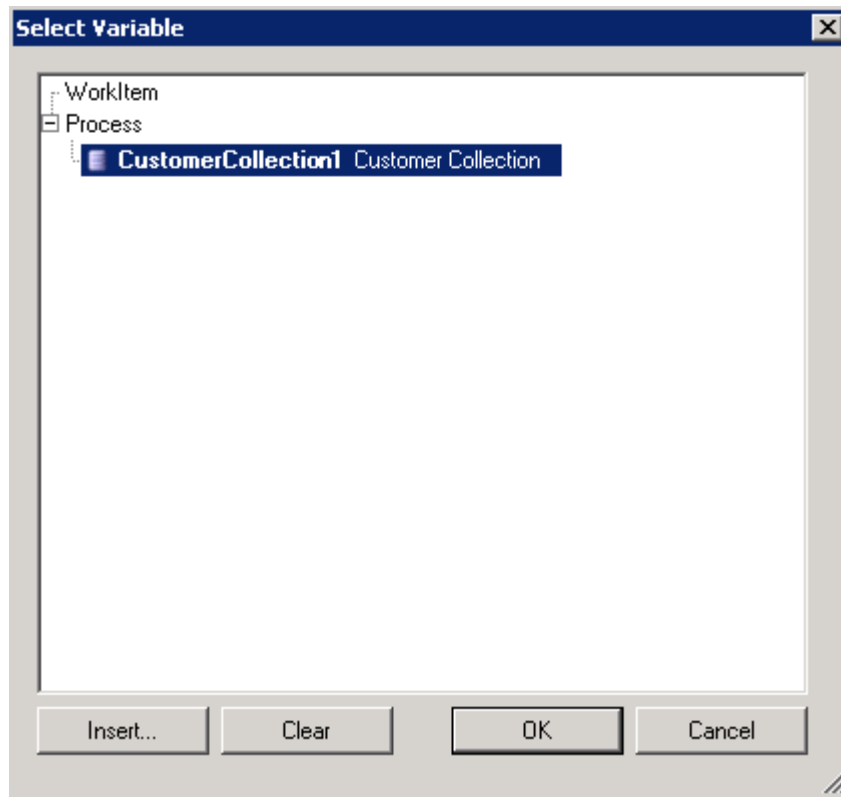 Select Variable
WorkItem
Process
CustomerCollection1 Customer Collection
Insert... Clear OK Cancel